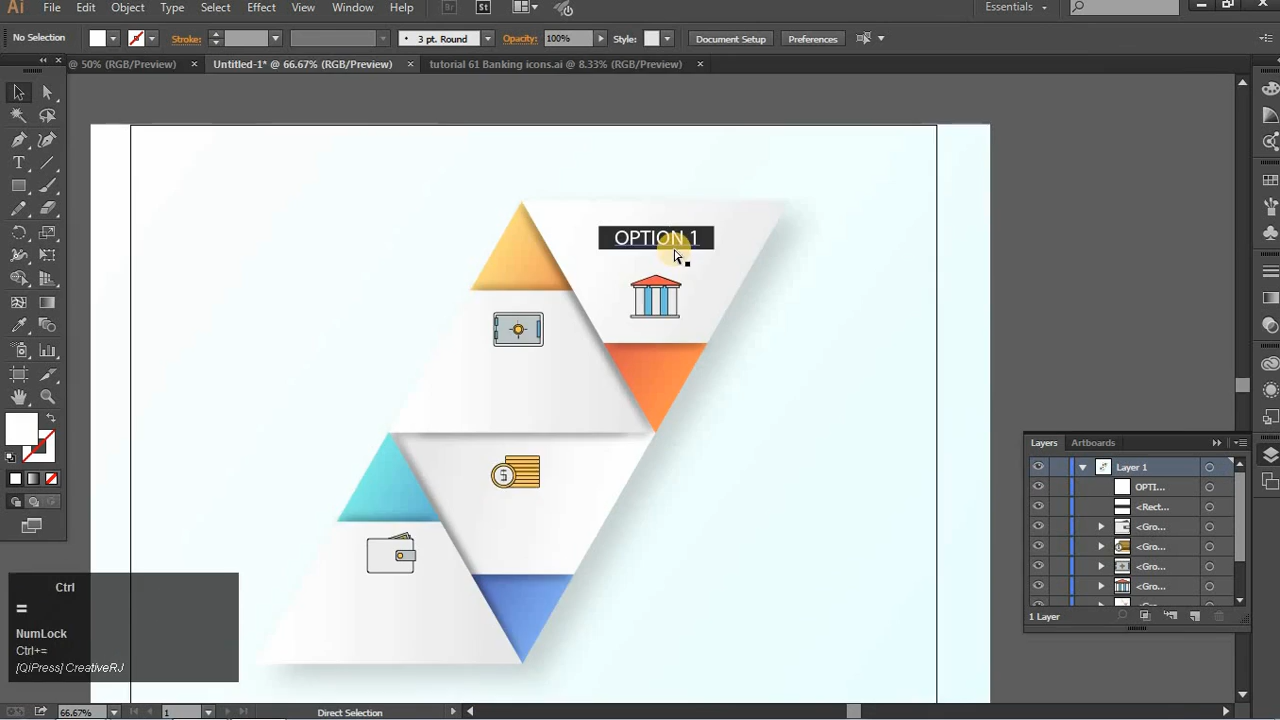 Ai File Edit Object Type Select Effect View Window Help Br St Essentials
No Selection Stroke: 3 pt. Round Opacity: 100% Style: Document Setup Preferences
@ 50% (RGB/Preview) × Untitled-1* @ 66.67% (RGB/Preview) × tutorial 61 Banking icons.ai @ 8.33% (RGB/Preview) ×
OPTION 1
$
Layers Artboards
Layer 1
OPTI...
<Rect...
<Gro...
<Gro...
<Gro...
<Gro...
1 Layer
Ctrl
=
NumLock
Ctrl+=
[QiPress] CreativeRJ
66.67% 1 Direct Selection